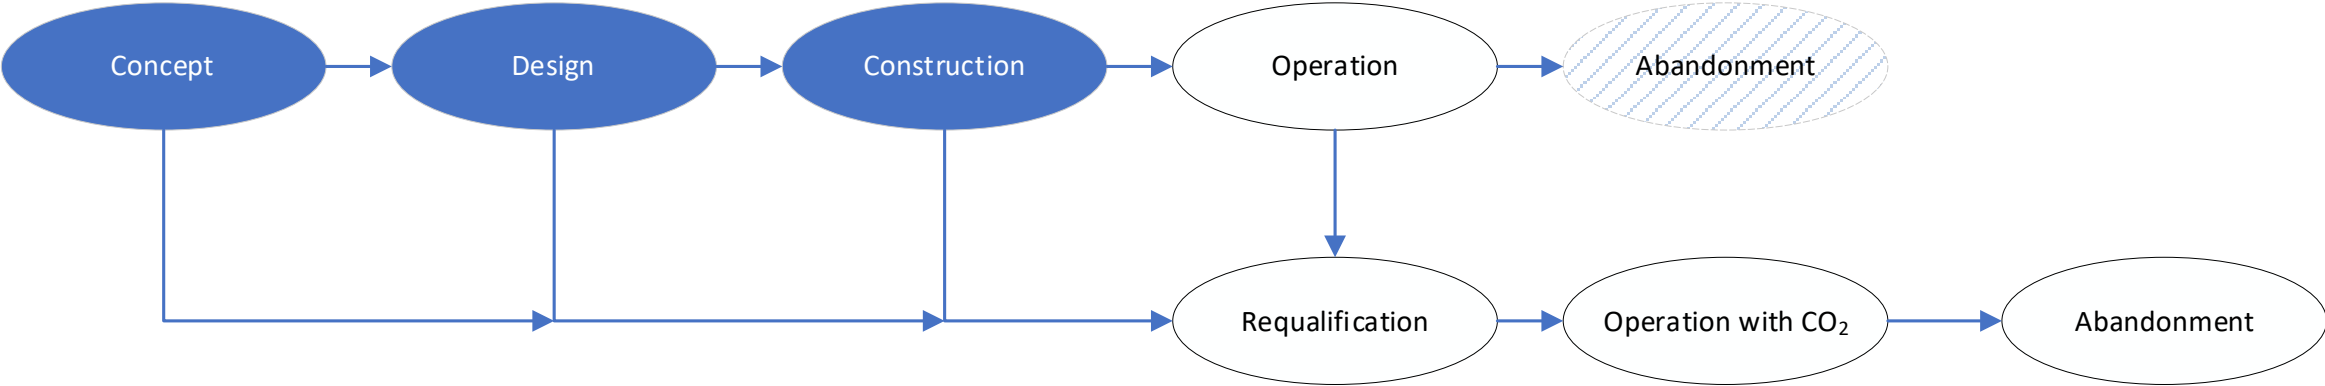 Concept
Design
Construction
Operation
Abandonment
Requalification
Operation with CO₂
Abandonment